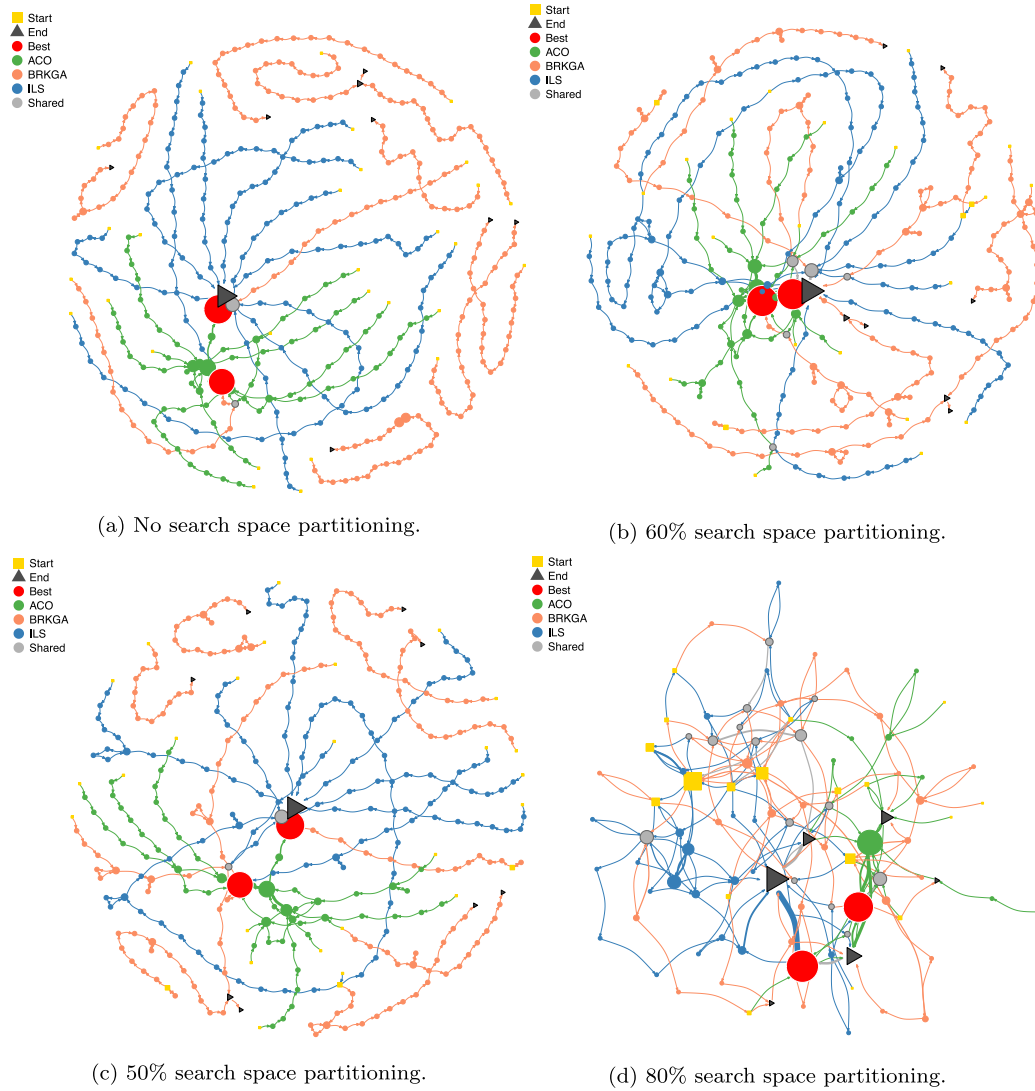 Start
End
Best
ACO
BRKGA
ILS
Shared
(a) No search space partitioning.
Start
End
Best
ACO
BRKGA
ILS
Shared
(b) 60% search space partitioning.
Start
End
Best
ACO
BRKGA
ILS
Shared
(c) 50% search space partitioning.
Start
End
Best
ACO
BRKGA
ILS
Shared
(d) 80% search space partitioning.